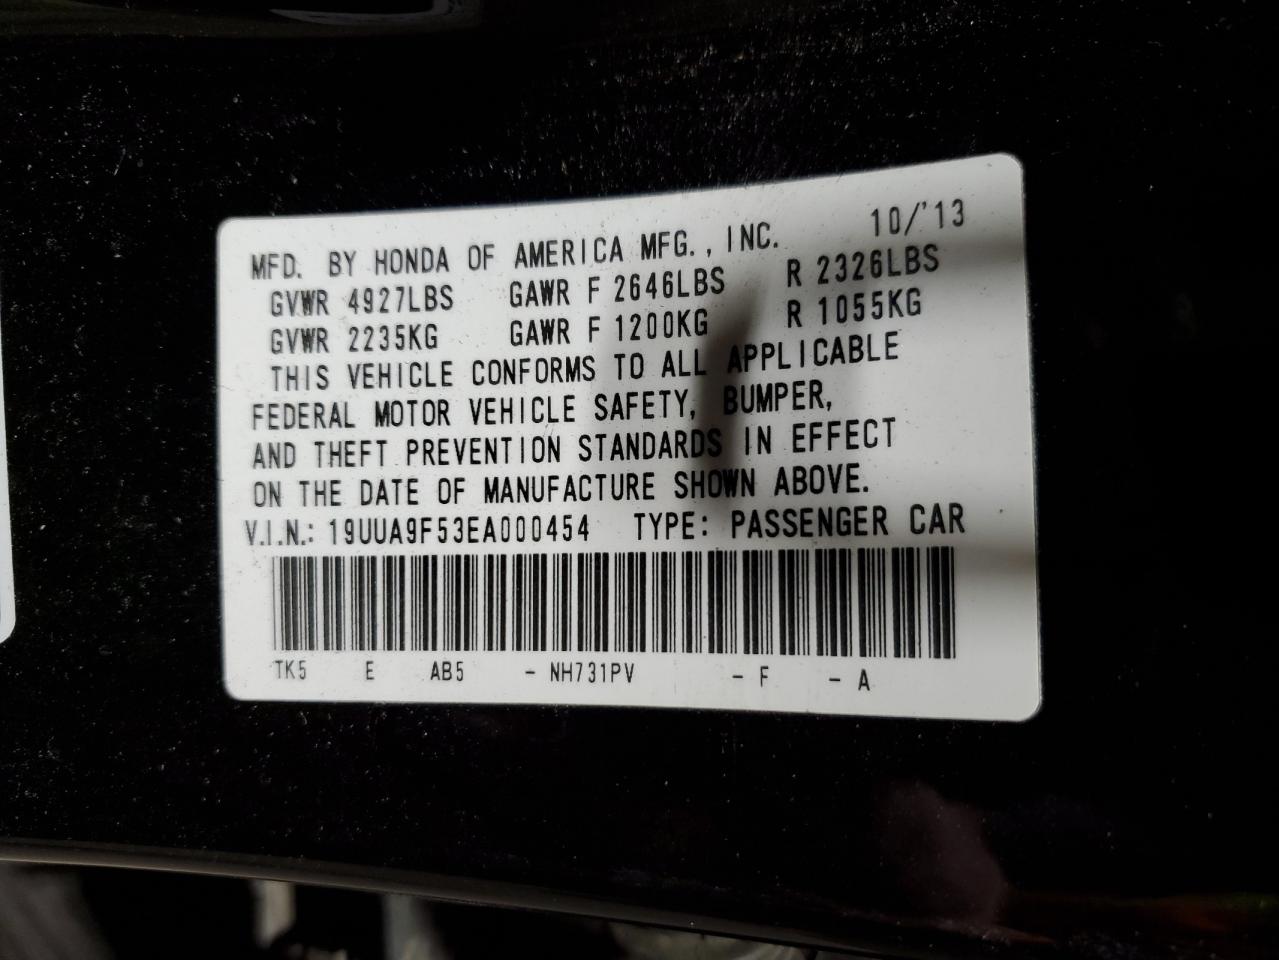 MFD. BY HONDA OF AMERICA MFG., INC. 10/'13
GVWR 4927LBS GAWR F 2646LBS R 2326LBS
GVWR 2235KG GAWR F 1200KG R 1055KG
THIS VEHICLE CONFORMS TO ALL APPLICABLE
FEDERAL MOTOR VEHICLE SAFETY, BUMPER,
AND THEFT PREVENTION STANDARDS IN EFFECT
ON THE DATE OF MANUFACTURE SHOWN ABOVE.
V.I.N.: 19UUA9F53EA000454 TYPE: PASSENGER CAR
TK5 E AB5 - NH731PV - F - A